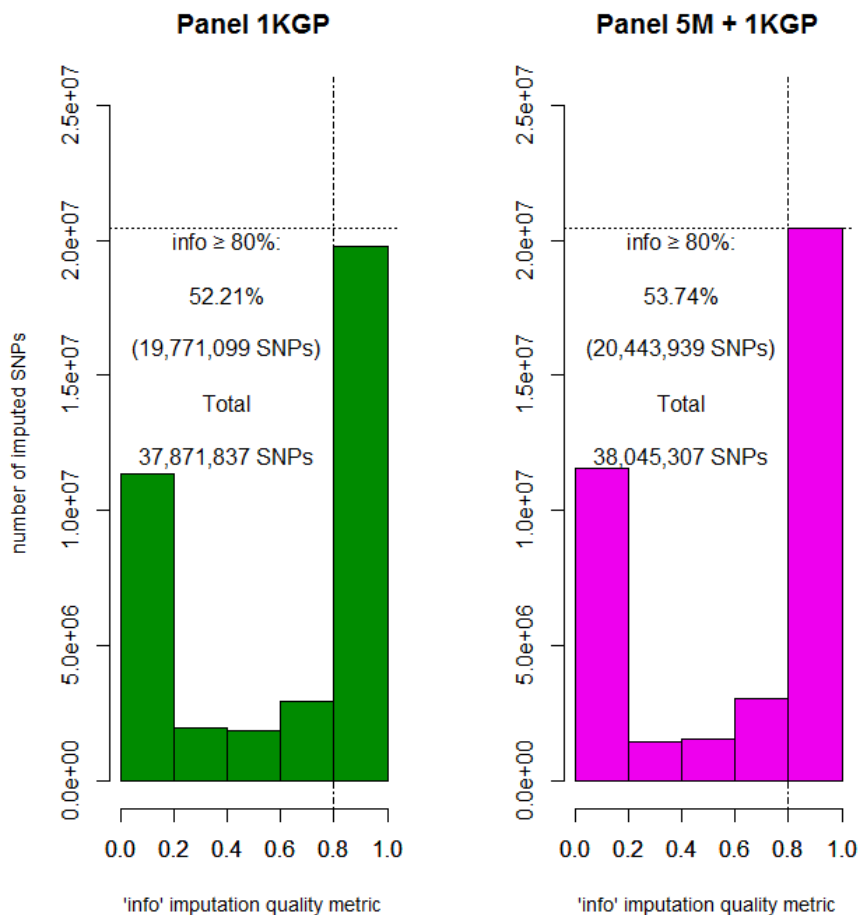 Panel 1KGP
number of imputed SNPs
2.5e+07
2.0e+07
1.5e+07
1.0e+07
5.0e+06
0.0e+00
info ≥ 80%:
52.21%
(19,771,099 SNPs)
Total
37,871,837 SNPs
0.0 0.2 0.4 0.6 0.8 1.0
'info' imputation quality metric
Panel 5M + 1KGP
2.5e+07
2.0e+07
1.5e+07
1.0e+07
5.0e+06
0.0e+00
info ≥ 80%:
53.74%
(20,443,939 SNPs)
Total
38,045,307 SNPs
0.0 0.2 0.4 0.6 0.8 1.0
'info' imputation quality metric